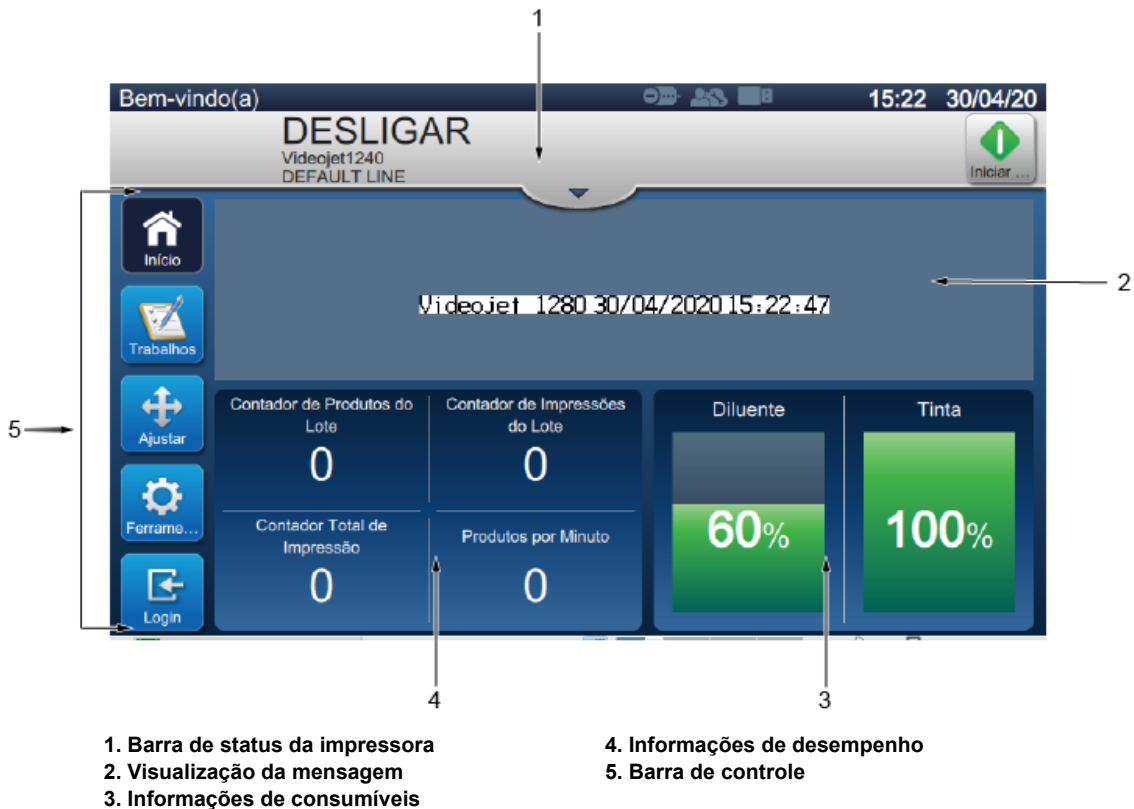 1
Bem-vindo(a)
15:22 30/04/20
DESLIGAR
Videojet1240
DEFAULT LINE
Iniciar ...
Início
Trabalhos
Ajustar
Ferrame...
Login
5
Videojet 1280 30/04/2020 15:22:47
2
Contador de Produtos do
Lote
0
Contador de Impressões
do Lote
0
Contador Total de
Impressão
0
Produtos por Minuto
0
Diluente
60%
Tinta
100%
4
3
1. Barra de status da impressora
2. Visualização da mensagem
3. Informações de consumíveis
4. Informações de desempenho
5. Barra de controle